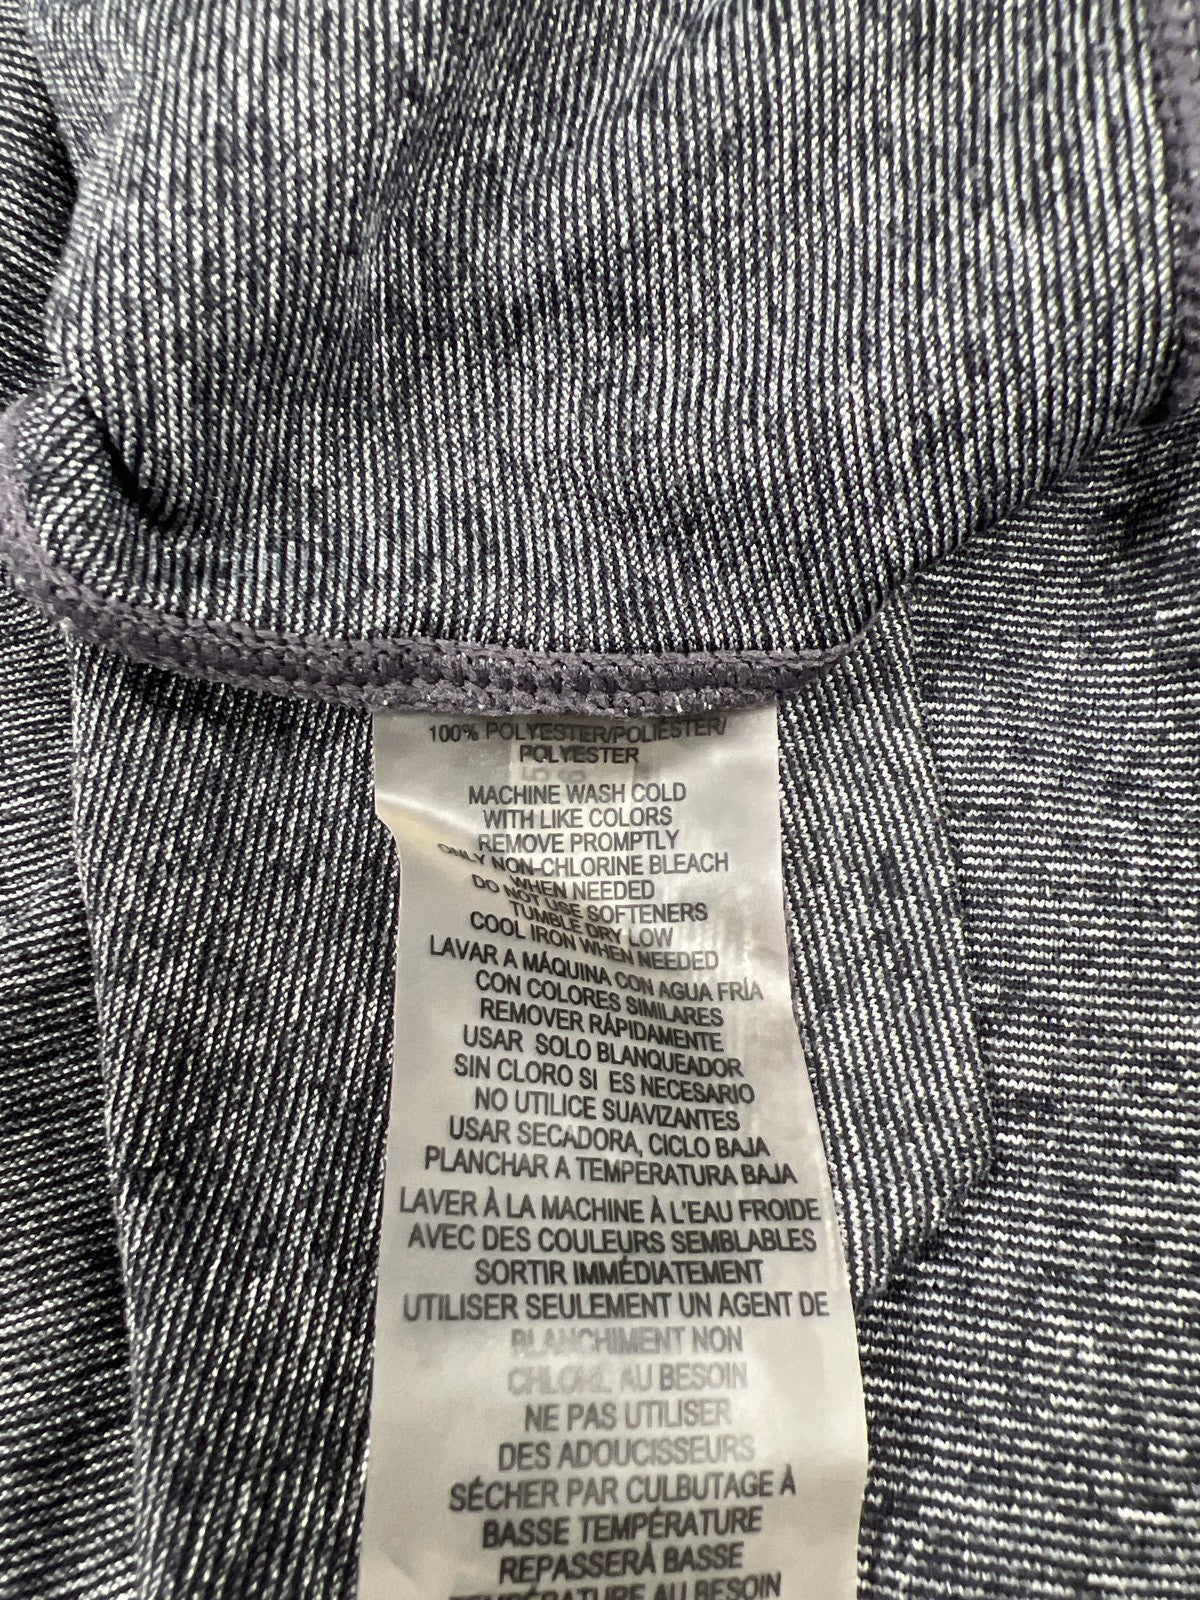 100% POLYESTER/POLIÉSTER/
POLYESTER
MACHINE WASH COLD
WITH LIKE COLORS
REMOVE PROMPTLY
ONLY NON-CHLORINE BLEACH
WHEN NEEDED
DO NOT USE SOFTENERS
TUMBLE DRY LOW
COOL IRON WHEN NEEDED
LAVAR A MÁQUINA CON AGUA FRÍA
CON COLORES SIMILARES
REMOVER RÁPIDAMENTE
USAR SOLO BLANQUEADOR
SIN CLORO SI ES NECESARIO
NO UTILICE SUAVIZANTES
USAR SECADORA, CICLO BAJA
PLANCHAR A TEMPERATURA BAJA
LAVER À LA MACHINE À L'EAU FROIDE
AVEC DES COULEURS SEMBLABLES
SORTIR IMMÉDIATEMENT
UTILISER SEULEMENT UN AGENT DE
BLANCHIMENT NON
CHLORÉ AU BESOIN
NE PAS UTILISER
DES ADOUCISSEURS
SÉCHER PAR CULBUTAGE À
BASSE TEMPÉRATURE
REPASSERÀ BASSE
TEMPÉRATURE AU BESOIN